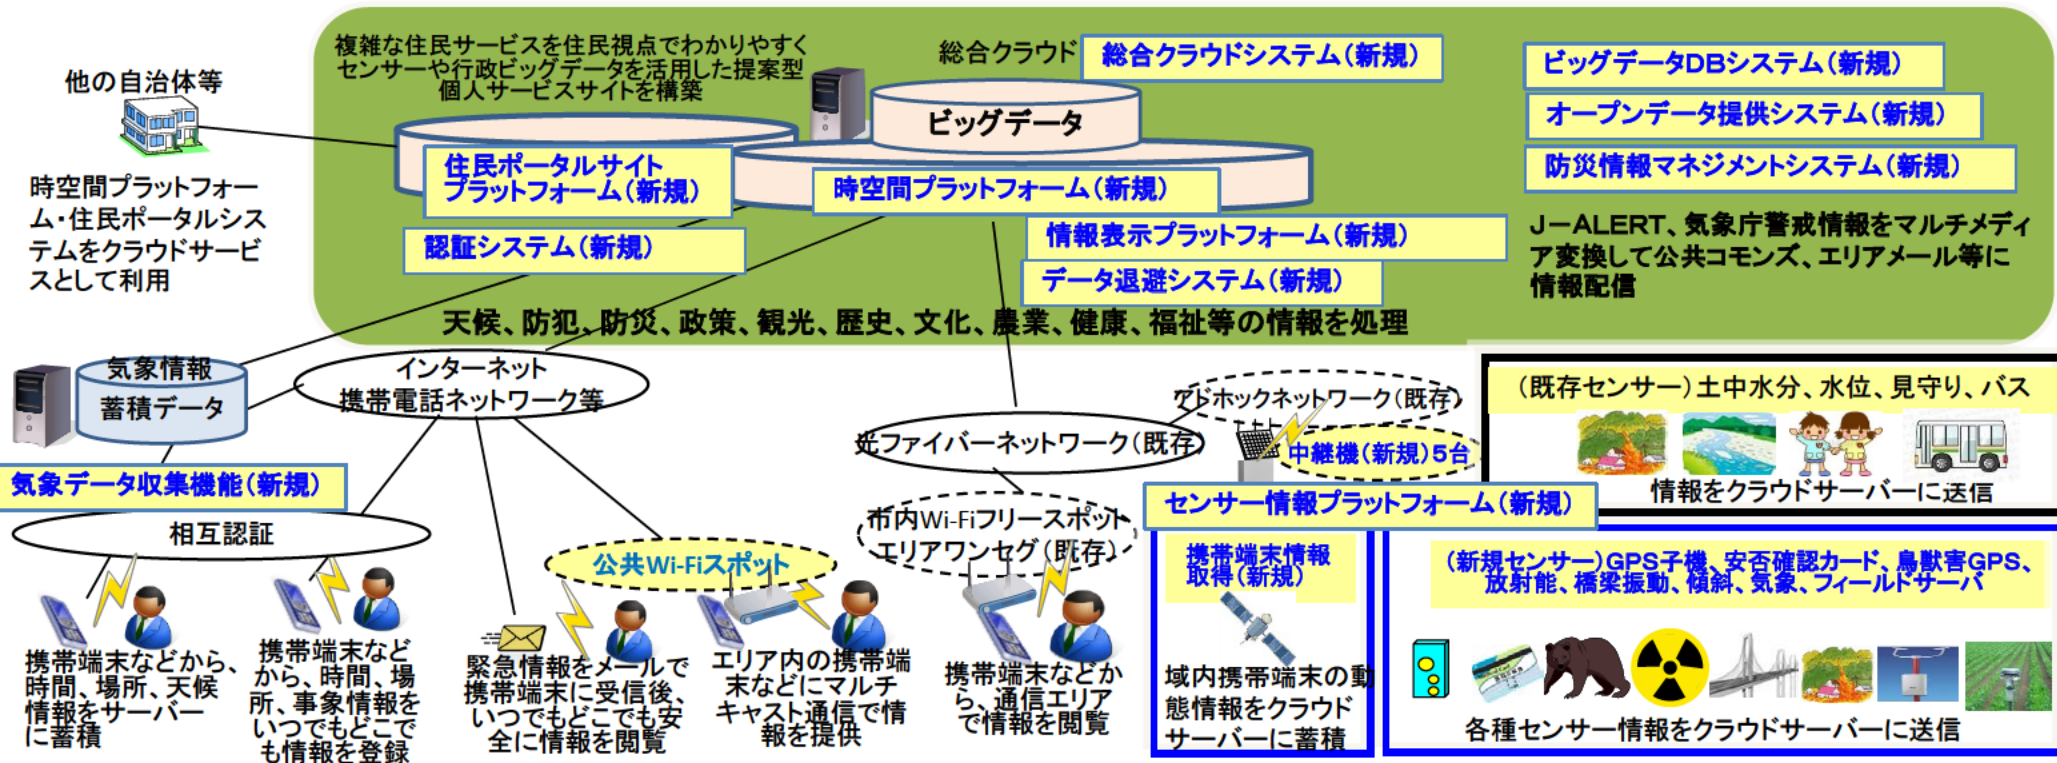 複雑な住民サービスを住民視点でわかりやすく
センサーや行政ビッグデータを活用した提案型
個人サービスサイトを構築
総合クラウド
総合クラウドシステム(新規)
ビッグデータDBシステム(新規)
オープンデータ提供システム(新規)
防災情報マネジメントシステム(新規)
J-ALERT、気象庁警戒情報をマルチメディ
ア変換して公共コモンズ、エリアメール等に
情報配信
他の自治体等
時空間プラットフォー
ム・住民ポータルシス
テムをクラウドサービ
スとして利用
ビッグデータ
住民ポータルサイト
プラットフォーム(新規)
時空間プラットフォーム(新規)
認証システム(新規)
情報表示プラットフォーム(新規)
データ退避システム(新規)
天候、防犯、防災、政策、観光、歴史、文化、農業、健康、福祉等の情報を処理
気象情報
蓄積データ
インターネット
携帯電話ネットワーク等
気象データ収集機能(新規)
相互認証
光ファイバーネットワーク(既存)
アドホックネットワーク(既存)
中継機(新規)5台
(既存センサー)土中水分、水位、見守り、バス
情報をクラウドサーバーに送信
センサー情報プラットフォーム(新規)
公共Wi-Fiスポット
市内Wi-Fiフリースポット
エリアワンセグ(既存)
携帯端末情報
取得(新規)
(新規センサー)GPS子機、安否確認カード、鳥獣害GPS、
放射能、橋梁振動、傾斜、気象、フィールドサーバ
携帯端末などから、
時間、場所、天候
情報をサーバー
に蓄積
携帯端末など
から、時間、場
所、事象情報を
いつでもどこで
も情報を登録
緊急情報をメールで
携帯端末に受信後、
いつでもどこでも安
全に情報を閲覧
エリア内の携帯端
末などにマルチ
キャスト通信で情
報を提供
携帯端末などか
ら、通信エリア
で情報を閲覧
域内携帯端末の動
態情報をクラウド
サーバーに蓄積
各種センサー情報をクラウドサーバーに送信